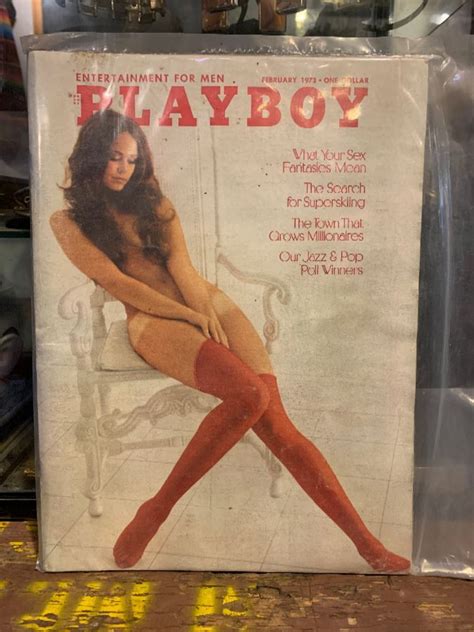 ENTERTAINMENT FOR MEN
FEBRUARY 1973 • ONE DOLLAR
PLAYBOY
What Your Sex
Fantasies Mean
The Search
for Superskiing
The Town That
Grows Millionaires
Our Jazz & Pop
Poll Winners